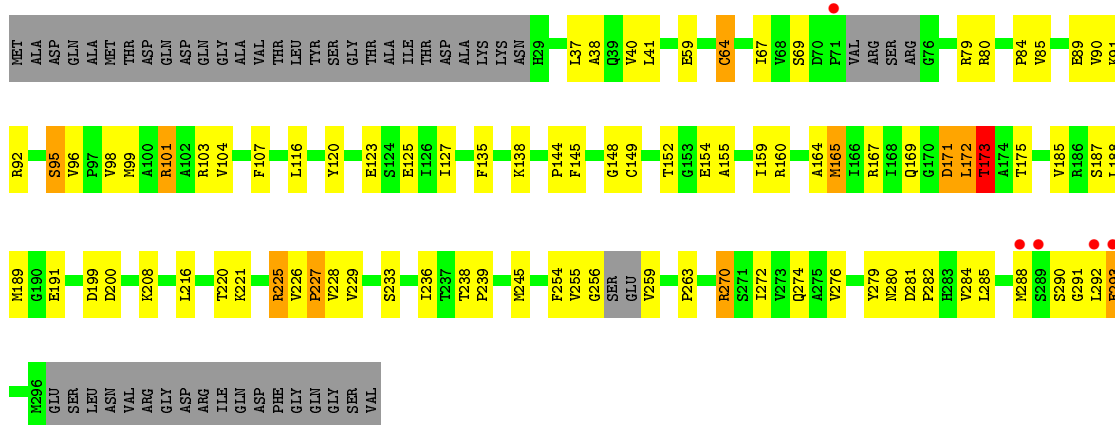 MET ALA ASP GLN ALA MET THR ASP GLN ASP GLN GLY ALA VAL THR LEU TYR SER GLY THR ALA ILE THR ASP ALA LYS LYS ASN H29 L37 A38 Q39 V40 L41 E59 C64 I67 V68 S69 D70 P71 VAL ARG SER ARG G76 R79 R80 P84 V85 E89 V90 K91
R92 S95 V96 P97 V98 M99 A100 R101 A102 R103 V104 F107 L116 Y120 E123 S124 E125 I126 I127 F135 K138 P144 F145 G148 C149 T152 G153 E154 A155 I159 R160 A164 M165 I166 R167 I168 Q169 G170 D171 L172 T173 A174 T175 V185 R186 S187 L188
M189 G190 E191 D199 D200 K208 L216 T220 K221 R225 V226 P227 V228 V229 S233 I236 T237 T238 P239 M245 F254 V255 G256 SER GLU V259 P263 R270 S271 I272 V273 Q274 A275 V276 Y279 N280 D281 P282 H283 V284 L285 M288 S289 S290 G291 L292
M296 GLU SER LEU ASN VAL ARG GLY ASP ARG ILE GLN ASP PHE GLY GLN GLY SER VAL